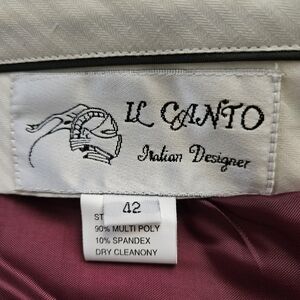 IL CANTO
Italian Designer
42
ST
90% MULTI POLY
10% SPANDEX
DRY CLEANONY